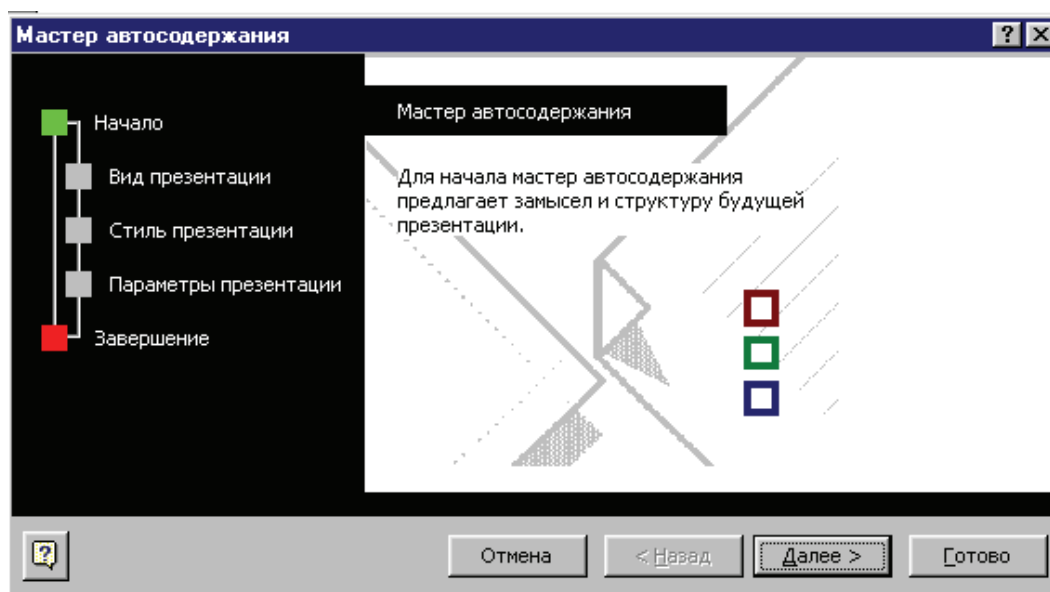 Мастер автосодержания
Начало
Вид презентации
Стиль презентации
Параметры презентации
Завершение
Мастер автосодержания
Для начала мастер автосодержания
предлагает замысел и структуру будущей
презентации.
Отмена
< Назад
Далее >
Готово